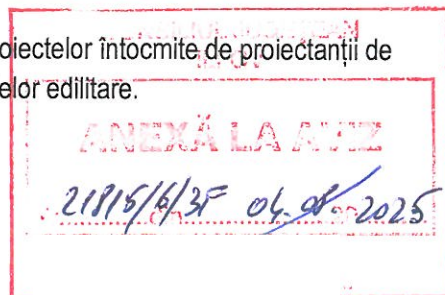 oiectelor întocmite de proiectanții de
elor edilitare.
ANEXĂ LA AVIZ
21815/6/3F 04-08-2025